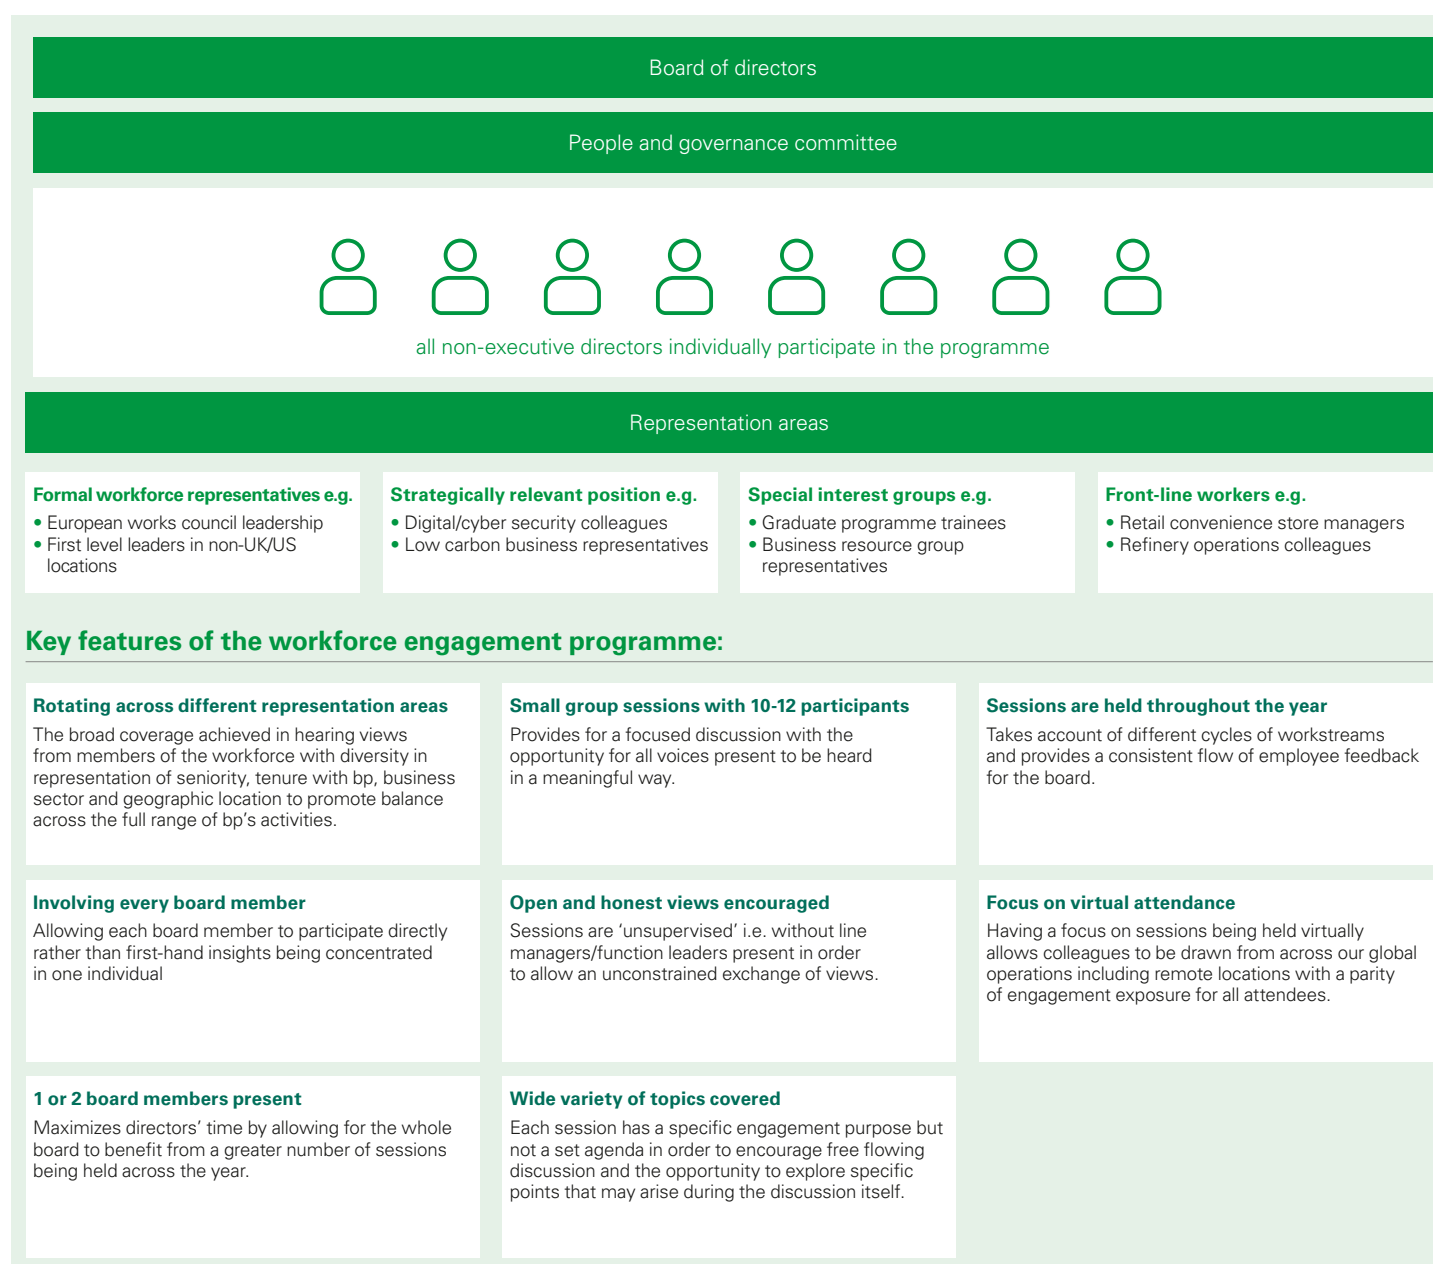 Board of directors
People and governance committee
all non-executive directors individually participate in the programme
Representation areas
Formal workforce representatives e.g.
• European works council leadership
• First level leaders in non-UK/US
locations
Strategically relevant position e.g.
• Digital/cyber security colleagues
• Low carbon business representatives
Special interest groups e.g.
• Graduate programme trainees
• Business resource group
representatives
Front-line workers e.g.
• Retail convenience store managers
• Refinery operations colleagues
Key features of the workforce engagement programme:
Rotating across different representation areas
The broad coverage achieved in hearing views
from members of the workforce with diversity in
representation of seniority, tenure with bp, business
sector and geographic location to promote balance
across the full range of bp's activities.
Small group sessions with 10-12 participants
Provides for a focused discussion with the
opportunity for all voices present to be heard
in a meaningful way.
Sessions are held throughout the year
Takes account of different cycles of workstreams
and provides a consistent flow of employee feedback
for the board.
Involving every board member
Allowing each board member to participate directly
rather than first-hand insights being concentrated
in one individual
Open and honest views encouraged
Sessions are ‘unsupervised’ i.e. without line
managers/function leaders present in order
to allow an unconstrained exchange of views.
Focus on virtual attendance
Having a focus on sessions being held virtually
allows colleagues to be drawn from across our global
operations including remote locations with a parity
of engagement exposure for all attendees.
1 or 2 board members present
Maximizes directors’ time by allowing for the whole
board to benefit from a greater number of sessions
being held across the year.
Wide variety of topics covered
Each session has a specific engagement purpose but
not a set agenda in order to encourage free flowing
discussion and the opportunity to explore specific
points that may arise during the discussion itself.